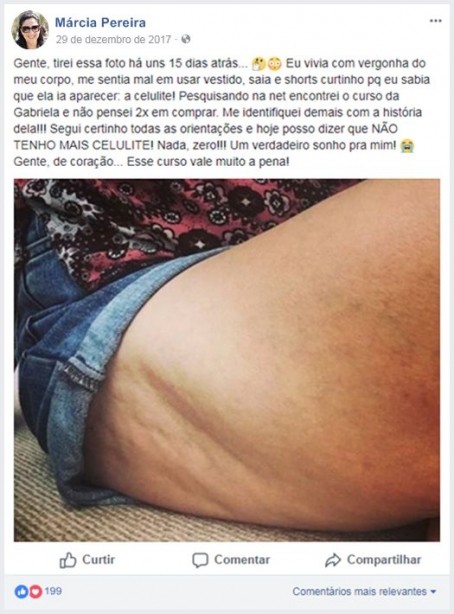 Márcia Pereira
29 de dezembro de 2017 ·
Gente, tirei essa foto há uns 15 dias atrás... 🤔😳 Eu vivia com vergonha do
meu corpo, me sentia mal em usar vestido, saia e shorts curtinho pq eu sabia
que ela ia aparecer: a celulite! Pesquisando na net encontrei o curso da
Gabriela e não pensei 2x em comprar. Me identifiquei demais com a história
dela!!! Segui certinho todas as orientações e hoje posso dizer que NÃO
TENHO MAIS CELULITE! Nada, zero!!! Um verdadeiro sonho pra mim! 😭
Gente, de coração... Esse curso vale muito a pena!
Curtir Comentar Compartilhar
199 Comentários mais relevantes